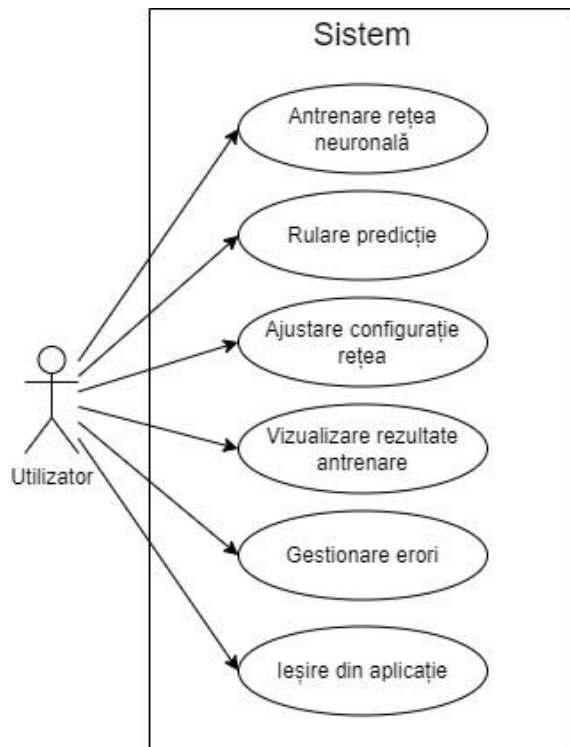 Sistem
Antrenare rețea
neuronală
Rulare predicție
Ajustare configurație
rețea
Vizualizare rezultate
antrenare
Utilizator
Gestionare erori
Ieșire din aplicație